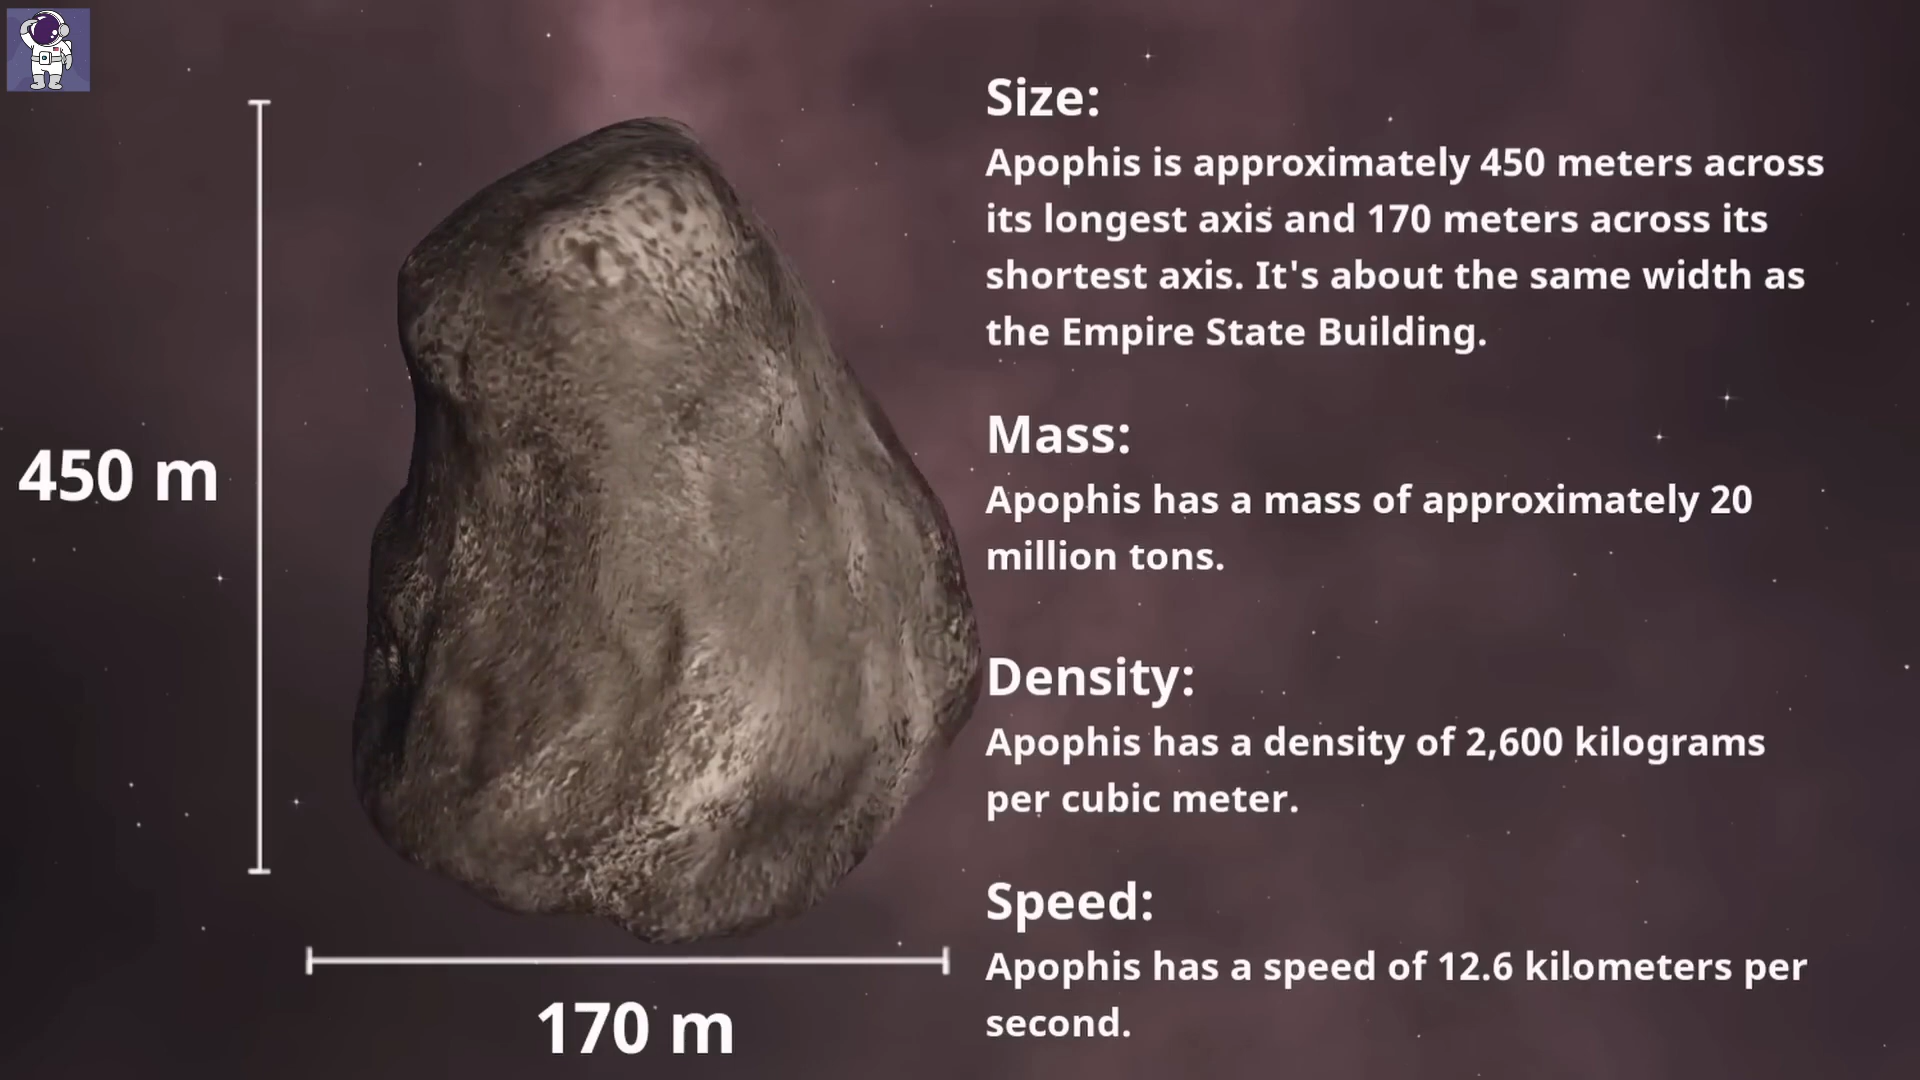 Size:
Apophis is approximately 450 meters across
its longest axis and 170 meters across its
shortest axis. It's about the same width as
the Empire State Building.
450 m
Mass:
Apophis has a mass of approximately 20
million tons.
Density:
Apophis has a density of 2,600 kilograms
per cubic meter.
Speed:
Apophis has a speed of 12.6 kilometers per
second.
170 m